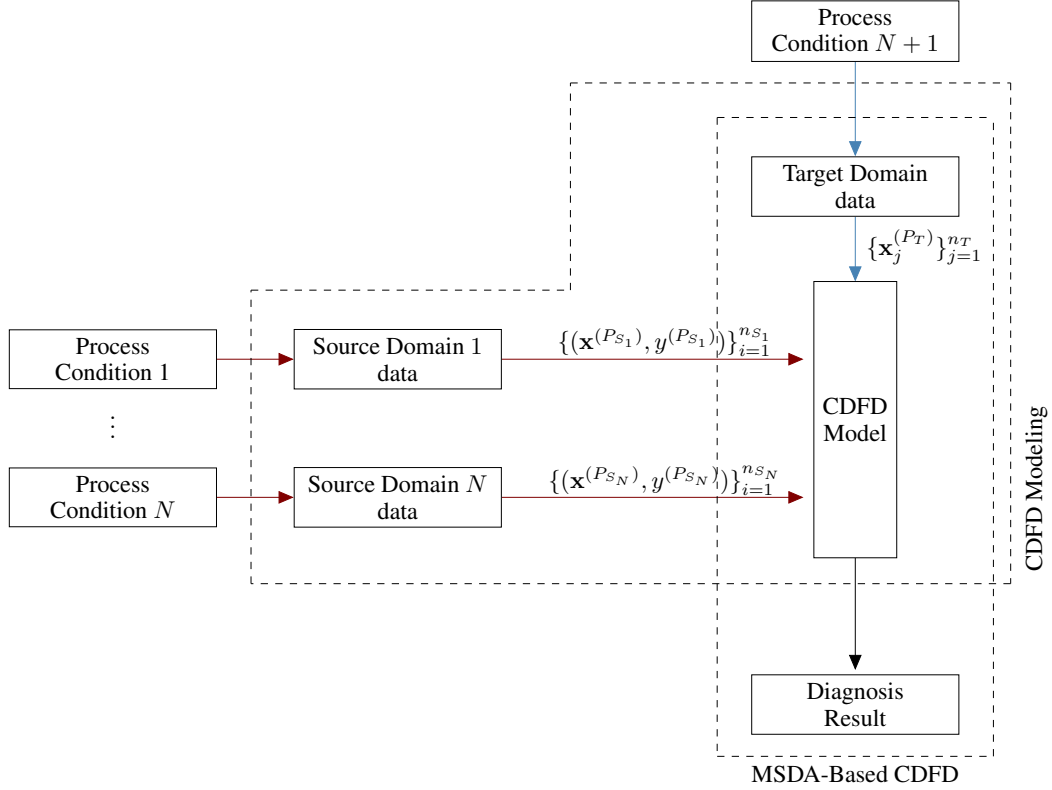 Process
Condition N + 1
Target Domain
data
{x_j^{(P_T)}}_{j=1}^{n_T}
Process
Condition 1
Source Domain 1
data
{(x^{(P_{S_1})}, y^{(P_{S_1})})}_{i=1}^{n_{S_1}}
⋮
CDFD
Model
Process
Condition N
Source Domain N
data
{(x^{(P_{S_N})}, y^{(P_{S_N})})}_{i=1}^{n_{S_N}}
CDFD Modeling
Diagnosis
Result
MSDA-Based CDFD